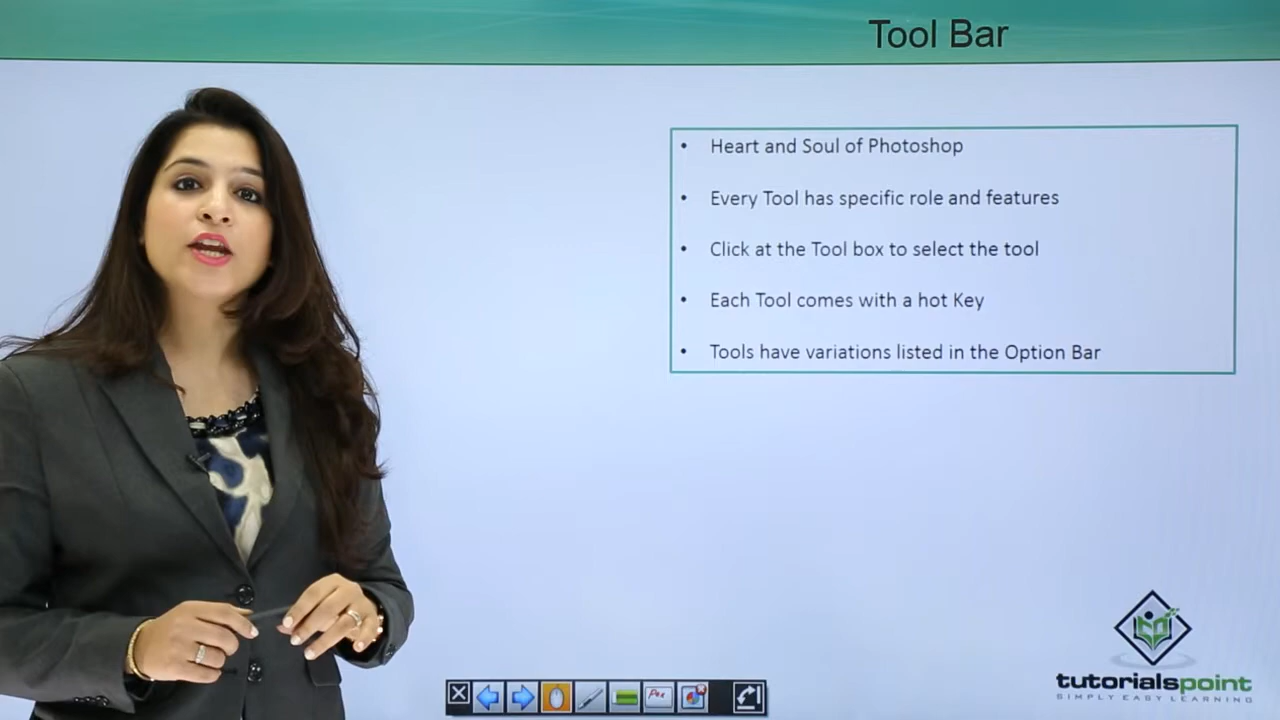 Tool Bar
• Heart and Soul of Photoshop
• Every Tool has specific role and features
• Click at the Tool box to select the tool
• Each Tool comes with a hot Key
• Tools have variations listed in the Option Bar
tutorialspoint
SIMPLY EASY LEARNING
Pen